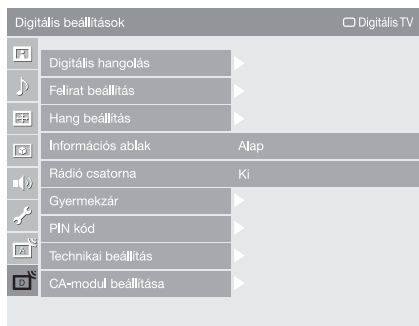 Digitális beállítások Digitális TV
Digitális hangolás
Felirat beállítás
Hang beállítás
Információs ablak Alap
Rádió csatorna Ki
Gyermekzár
PIN kód
Technikai beállítás
CA-modul beállítása
A
D